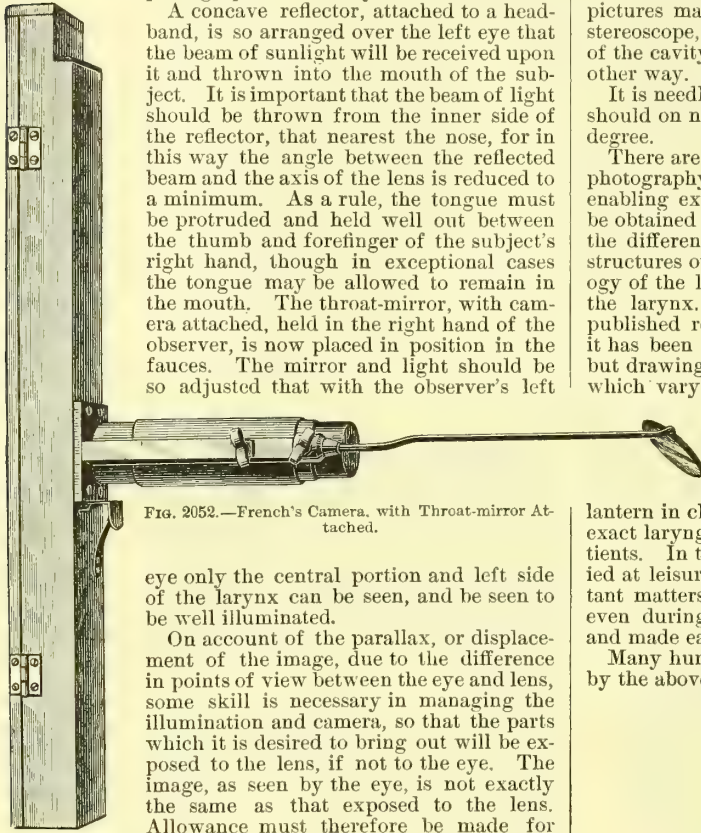 A concave reflector, attached to a head-
band, is so arranged over the left eye that
the beam of sunlight will be received upon
it and thrown into the mouth of the sub-
ject. It is important that the beam of light
should be thrown from the inner side of
the reflector, that nearest the nose, for in
this way the angle between the reflected
beam and the axis of the lens is reduced to
a minimum. As a rule, the tongue must
be protruded and held well out between
the thumb and forefinger of the subject's
right hand, though in exceptional cases
the tongue may be allowed to remain in
the mouth. The throat-mirror, with cam-
era attached, held in the right hand of the
observer, is now placed in position in the
fauces. The mirror and light should be
so adjusted that with the observer's left
FIG. 2052.—French's Camera, with Throat-mirror At-
tached.
eye only the central portion and left side
of the larynx can be seen, and be seen to
be well illuminated.
On account of the parallax, or displace-
ment of the image, due to the difference
in points of view between the eye and lens,
some skill is necessary in managing the
illumination and camera, so that the parts
which it is desired to bring out will be ex-
posed to the lens, if not to the eye. The
image, as seen by the eye, is not exactly
the same as that exposed to the lens.
Allowance must therefore be made for
pictures ma
stereoscope,
of the cavity
other way.
It is needl
should on n
degree.
There are
photography
enabling ex
be obtained
the differen
structures o
ogy of the l
the larynx.
published r
it has been
but drawing
which vary
lantern in cl
exact laryng
tients. In t
ied at leisur
tant matters
even during
and made ea
Many hur
by the above